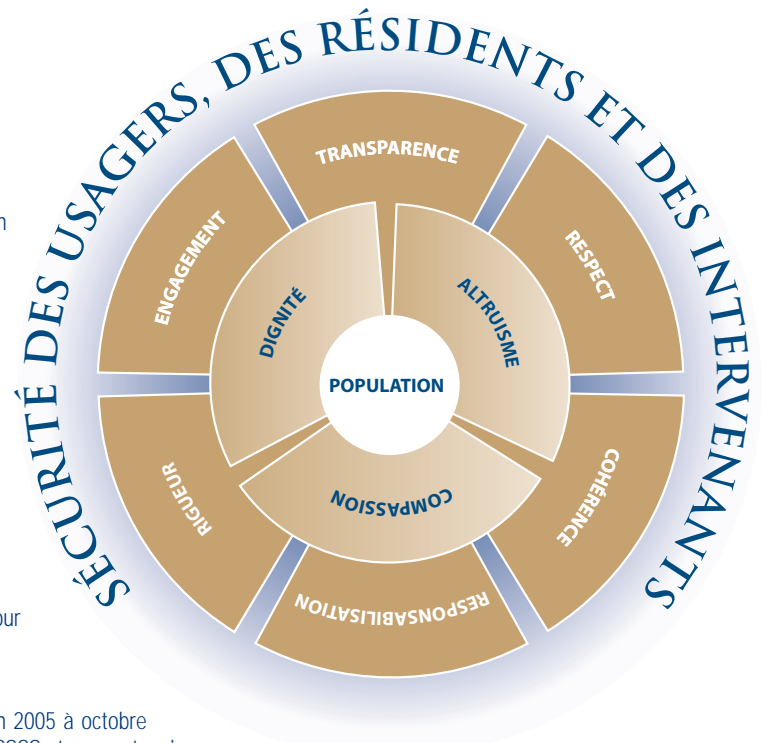 SÉCURITÉ DES USAGERS, DES RÉSIDENTS ET DES INTERVENANTS
TRANSPARENCE
ENGAGEMENT
RESPECT
DIGNITÉ
ALTRUISME
POPULATION
COMPASSION
RIGUEUR
COHÉRENCE
RESPONSABILISATION
2005 à octobre